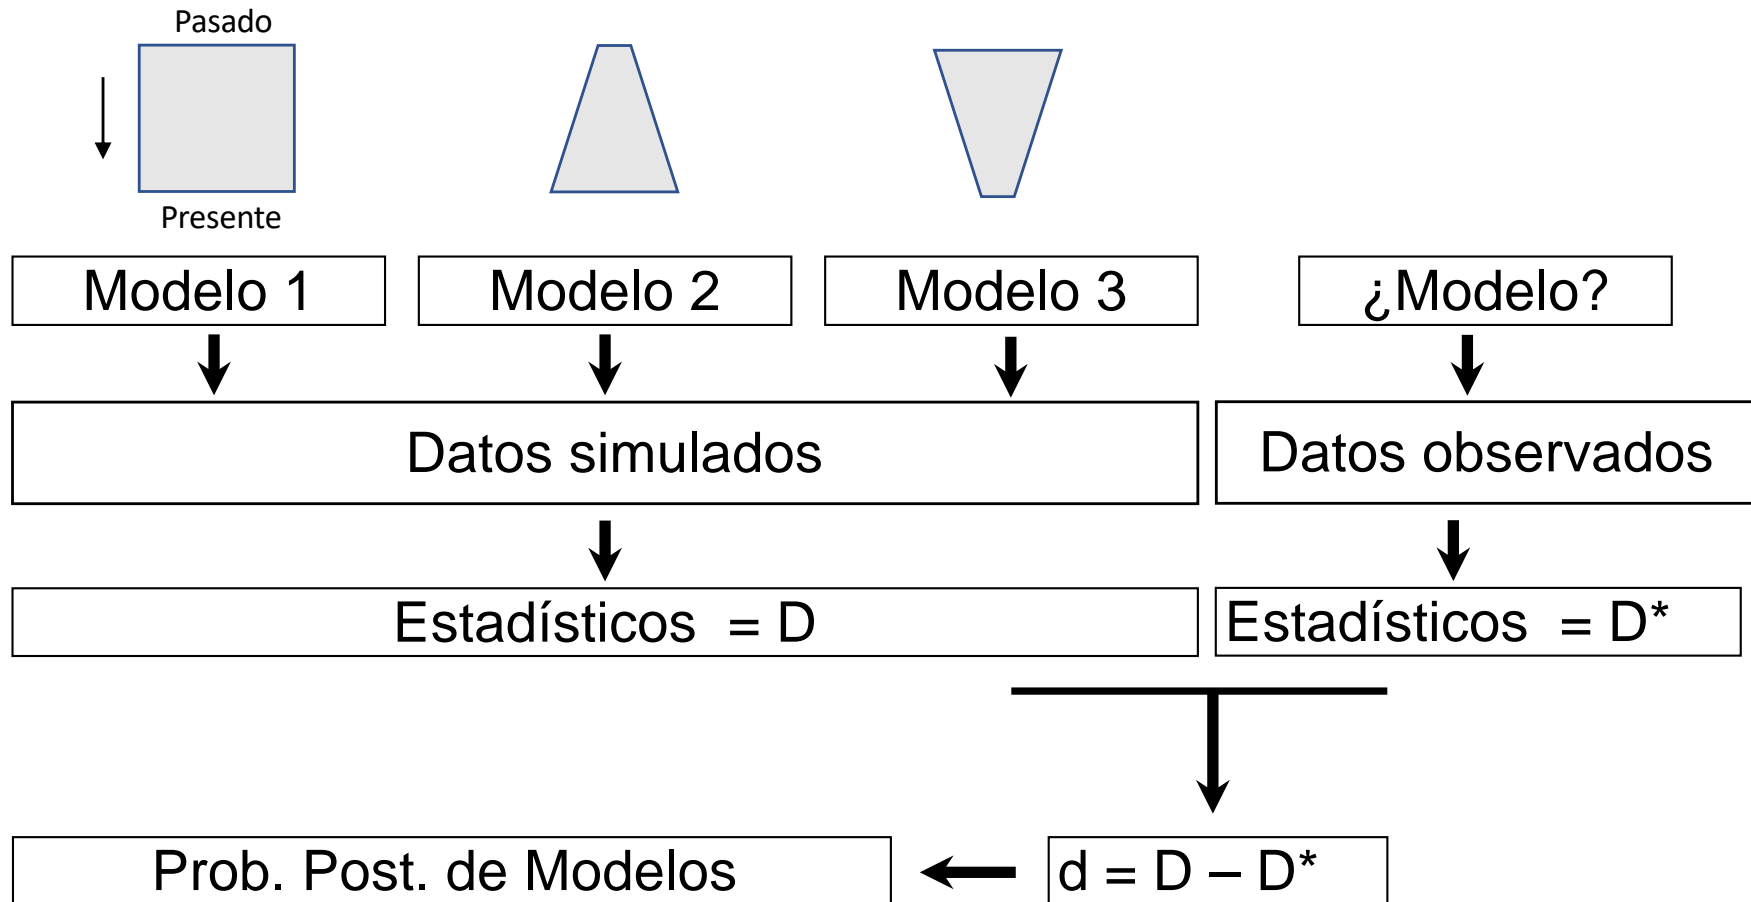 Pasado
Presente
Modelo 1
Modelo 2
Modelo 3
¿Modelo?
Datos simulados
Datos observados
Estadísticos = D
Estadísticos = D*
Prob. Post. de Modelos
d = D – D*